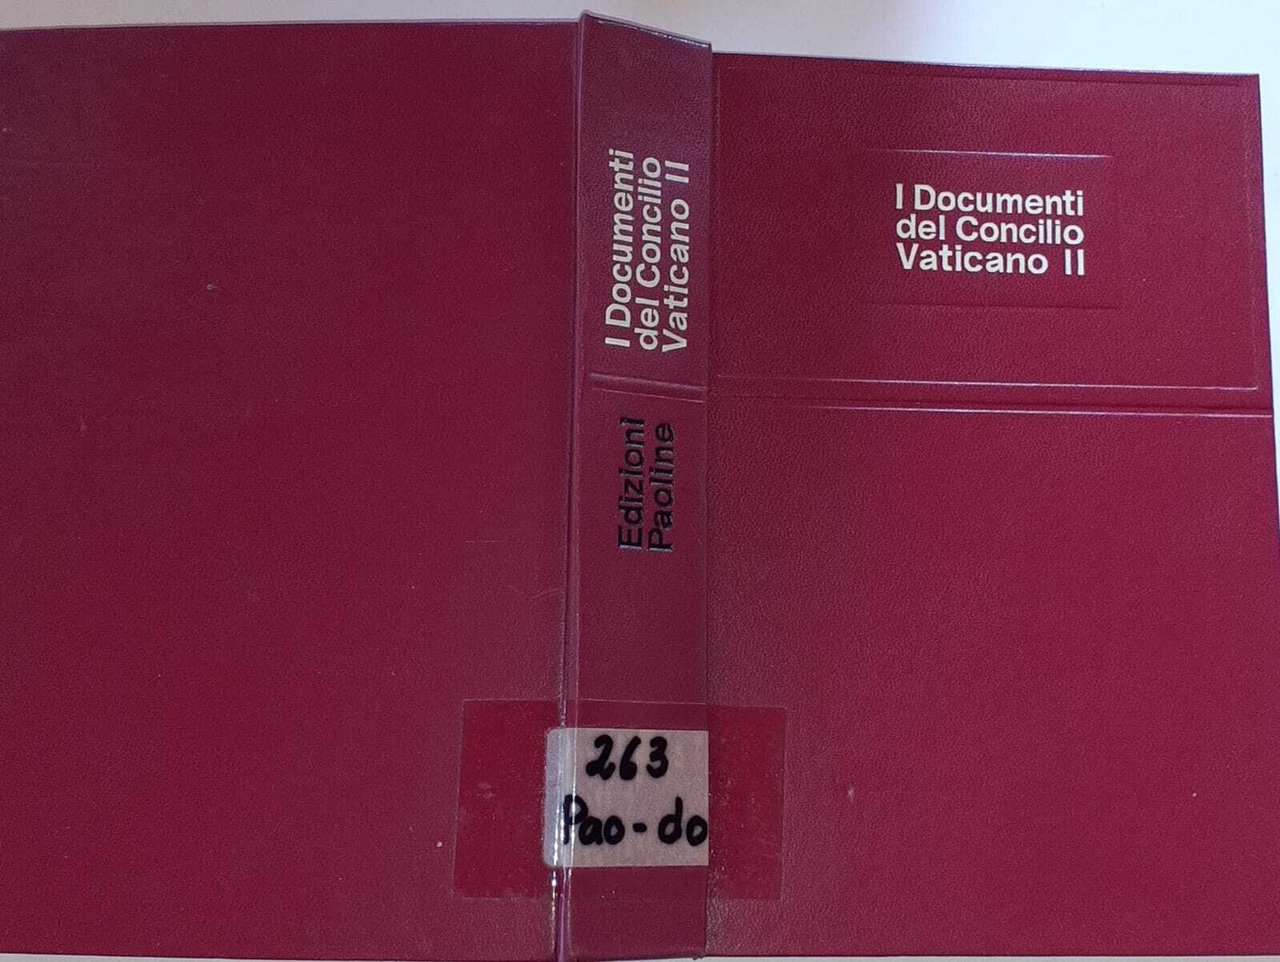 I Documenti
del Concilio
Vaticano II
Edizioni
Paoline
263
Pao-do
I Documenti
del Concilio
Vaticano II